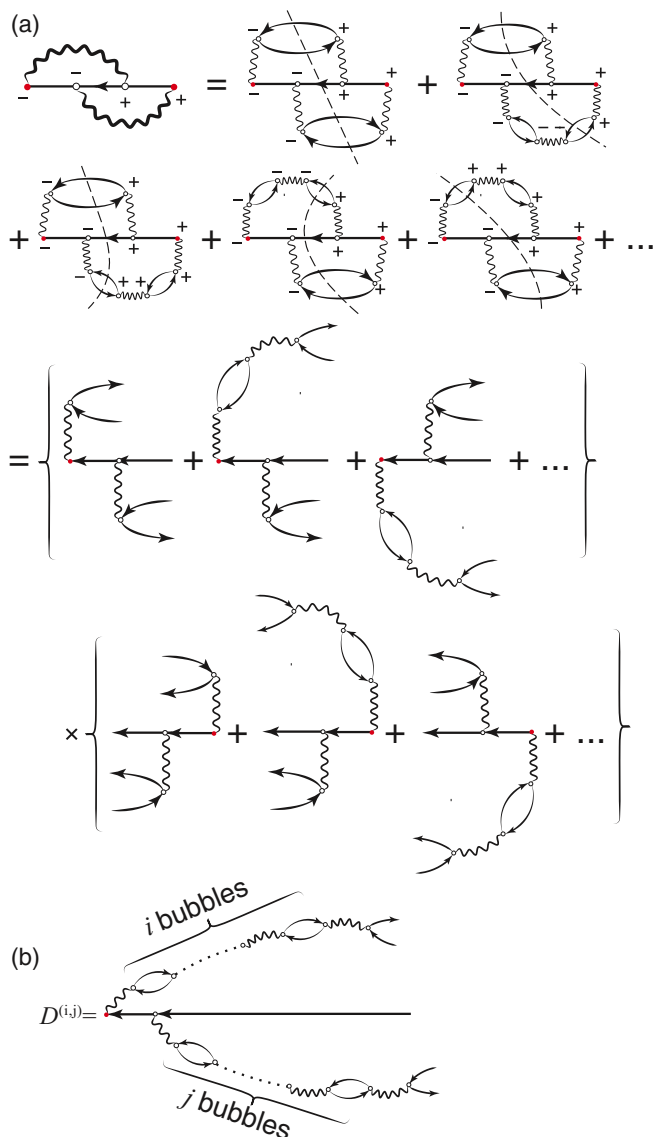 (a)
− − + + = − + − + + − + − + − − − +
+ − + − + − + + + + − − − + − + − + + − + + + − + − + + ...
= + + + ...
× + + + ...
i bubbles
(b)
D(i,j)=
j bubbles